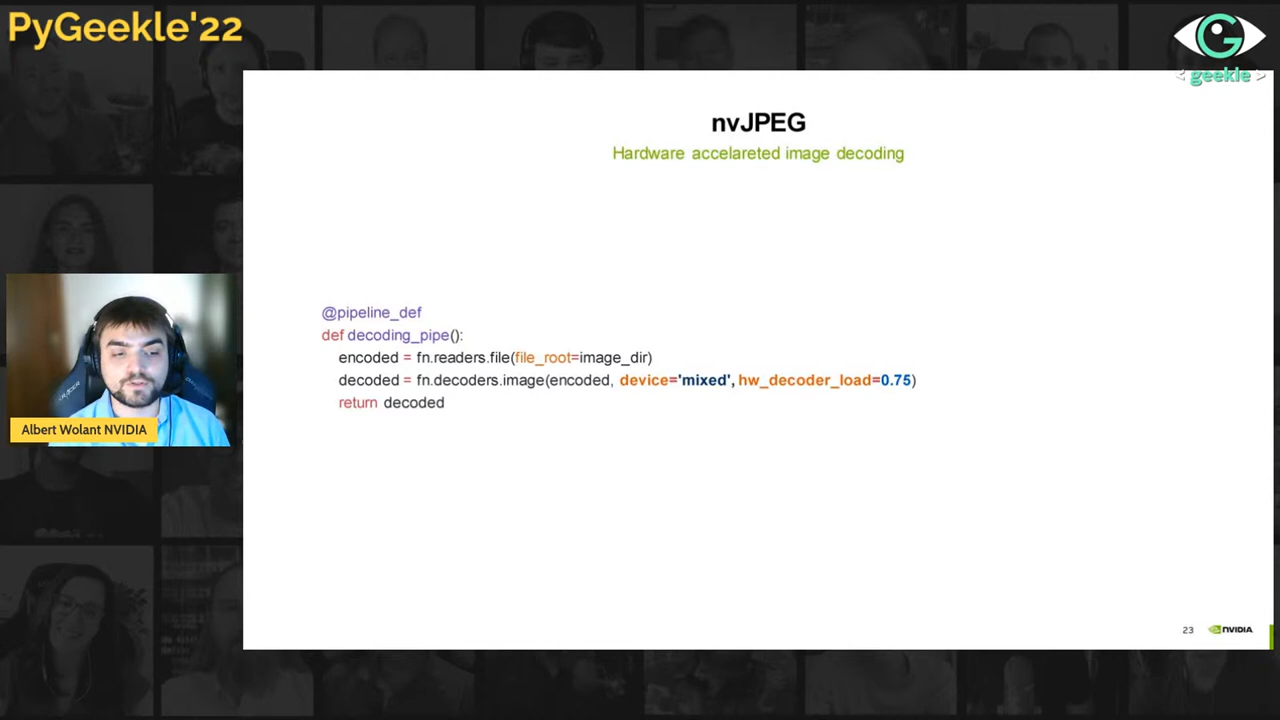 PyGeekle'22
G
< geekle >
nvJPEG
Hardware accelareted image decoding
@pipeline_def
def decoding_pipe():
encoded = fn.readers.file(file_root=image_dir)
decoded = fn.decoders.image(encoded, device='mixed', hw_decoder_load=0.75)
return decoded
Albert Wolant NVIDIA
23 NVIDIA